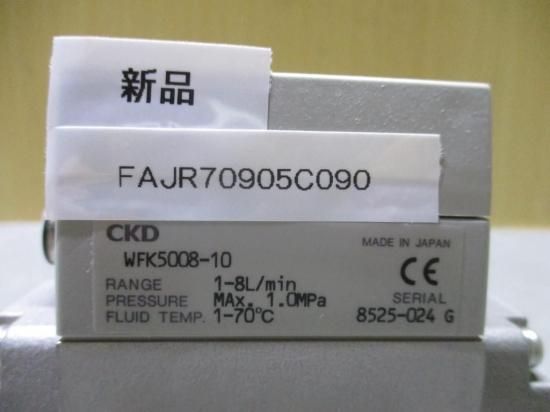 新品
FAJR70905C090
CKD
MADE IN JAPAN
WFK5008-10
RANGE 1-8L/min
PRESSURE MAX. 1.0MPa
FLUID TEMP. 1-70℃
CE
SERIAL
8525-024 G